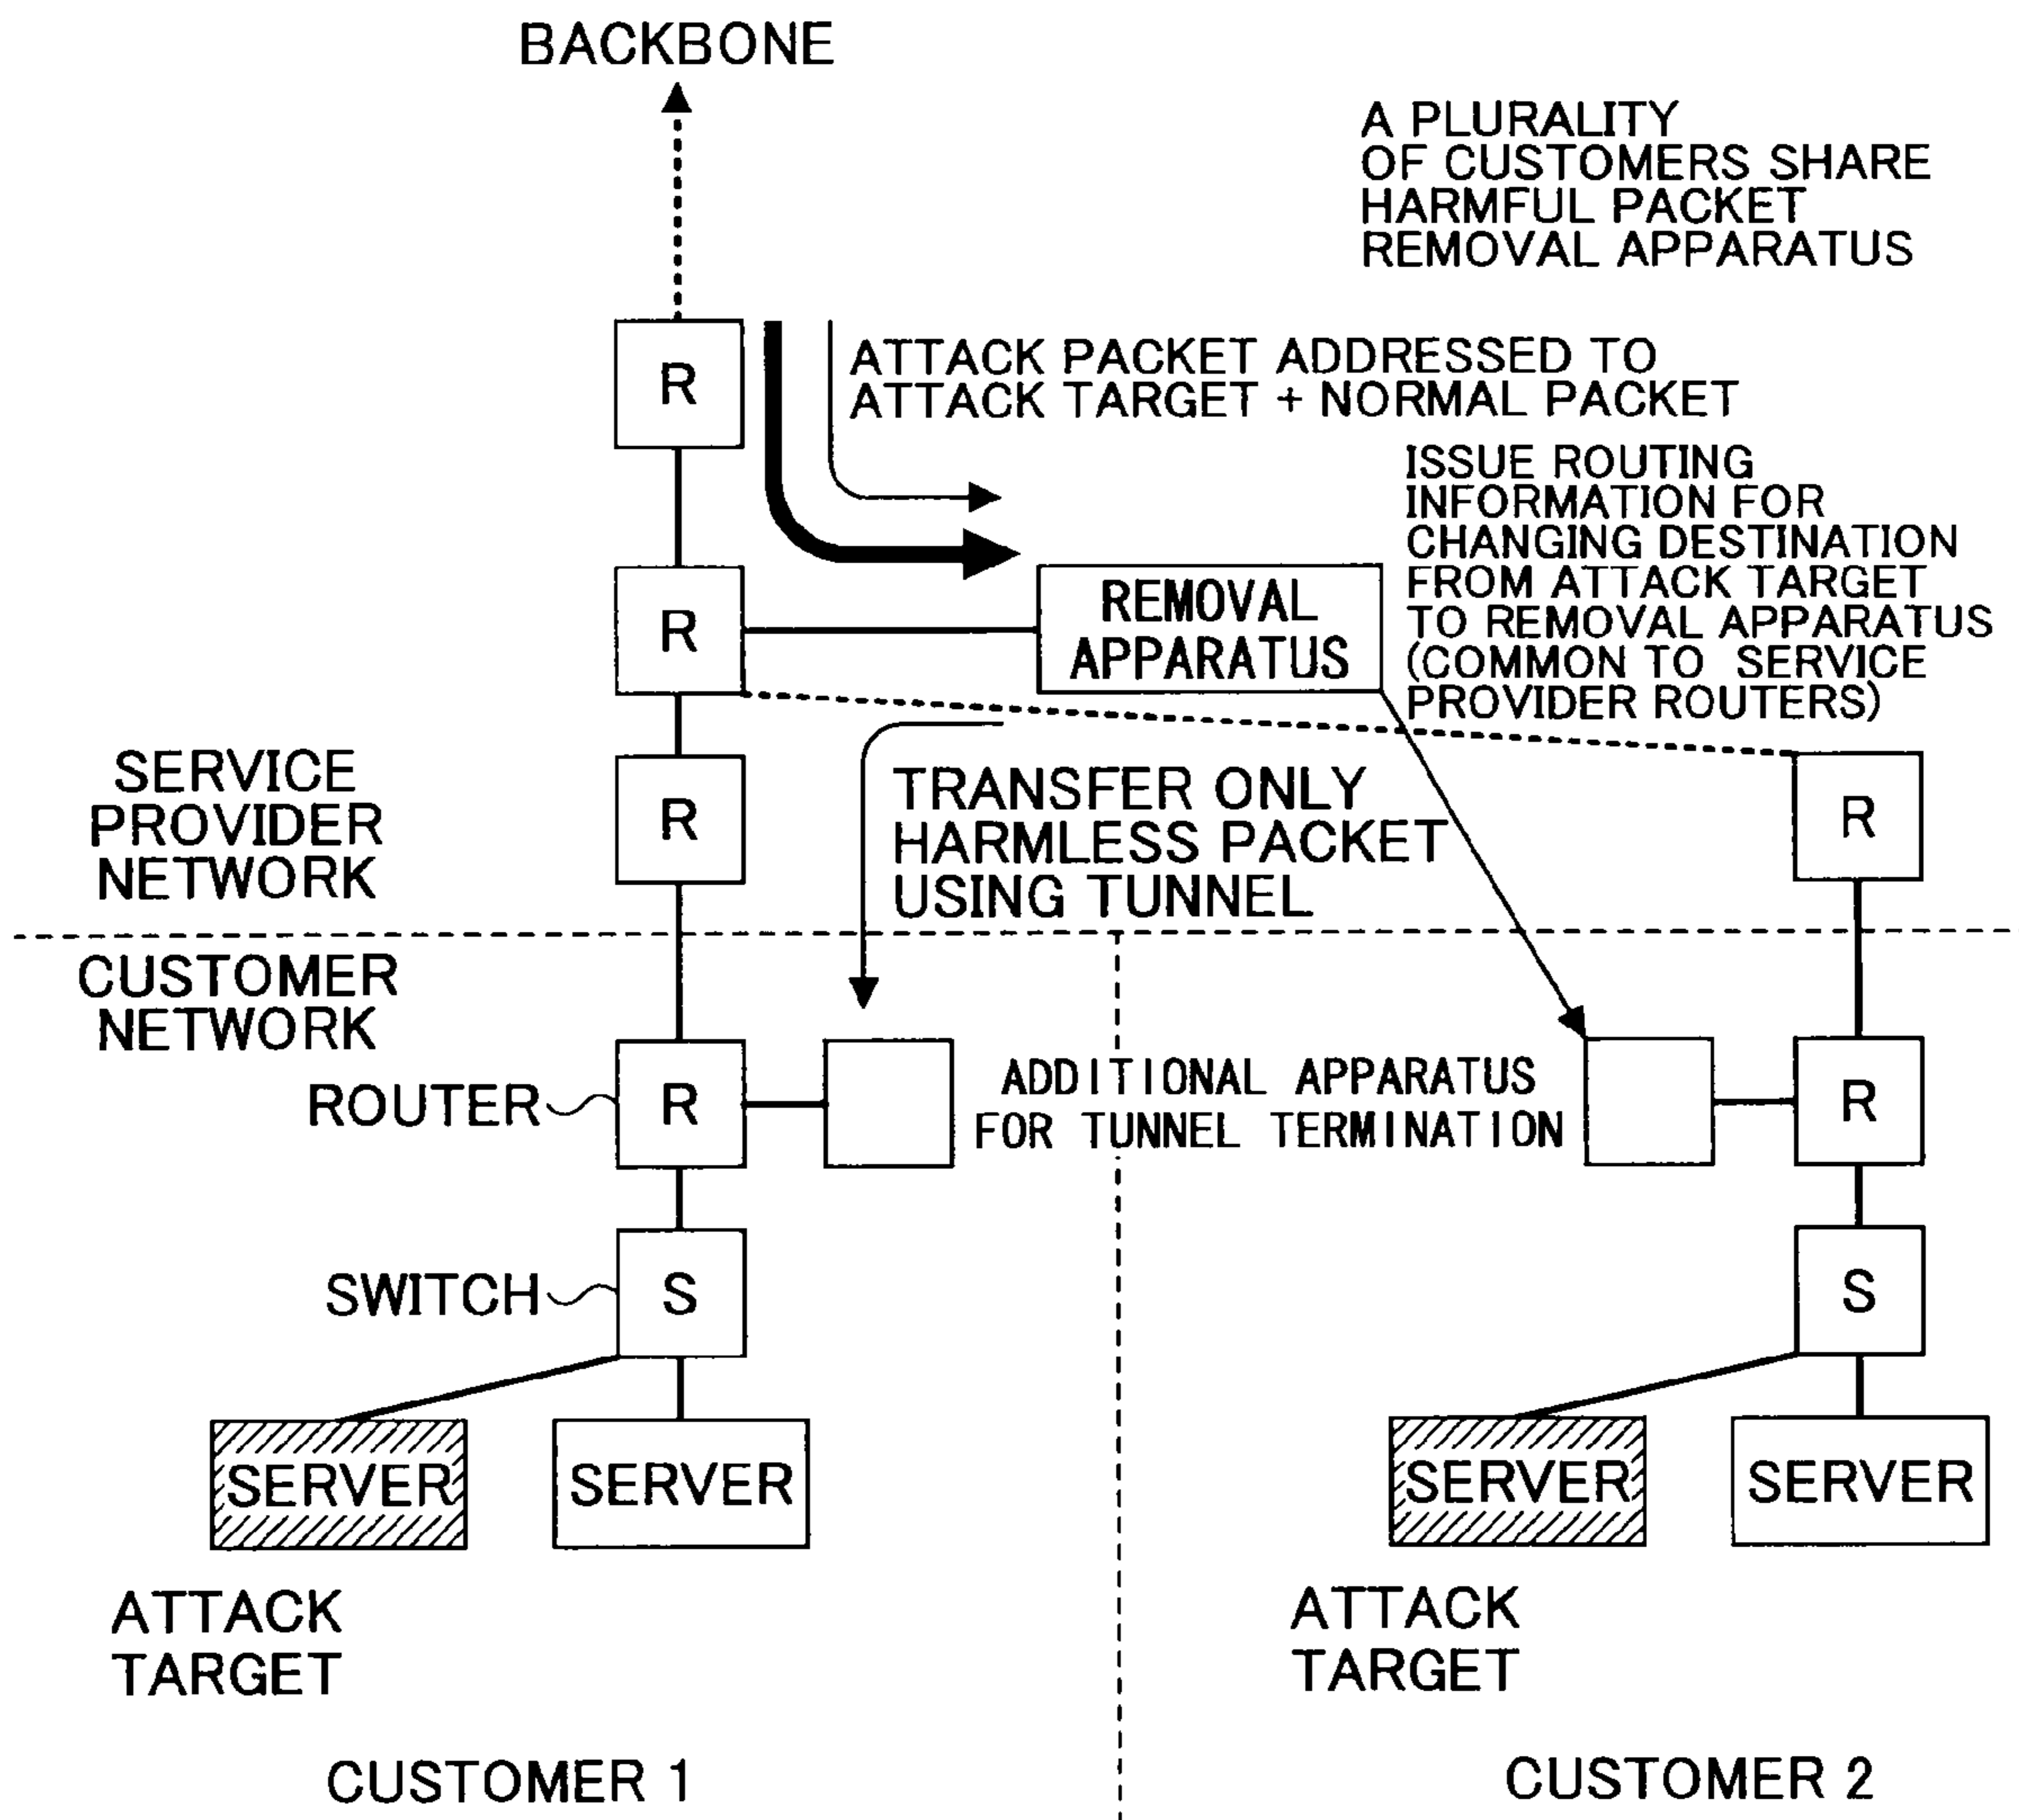 BACKBONE
A PLURALITY
OF CUSTOMERS SHARE
HARMFUL PACKET
REMOVAL APPARATUS
R
ATTACK PACKET ADDRESSED TO
ATTACK TARGET + NORMAL PACKET
ISSUE ROUTING
INFORMATION FOR
CHANGING DESTINATION
FROM ATTACK TARGET
TO REMOVAL APPARATUS
(COMMON TO SERVICE
PROVIDER ROUTERS)
R
REMOVAL
APPARATUS
SERVICE
PROVIDER
NETWORK
R
TRANSFER ONLY
HARMLESS PACKET
USING TUNNEL
R
CUSTOMER
NETWORK
ROUTER
R
ADDITIONAL APPARATUS
FOR TUNNEL TERMINATION
R
SWITCH
S
S
SERVER
SERVER
SERVER
SERVER
ATTACK
TARGET
ATTACK
TARGET
CUSTOMER 1
CUSTOMER 2